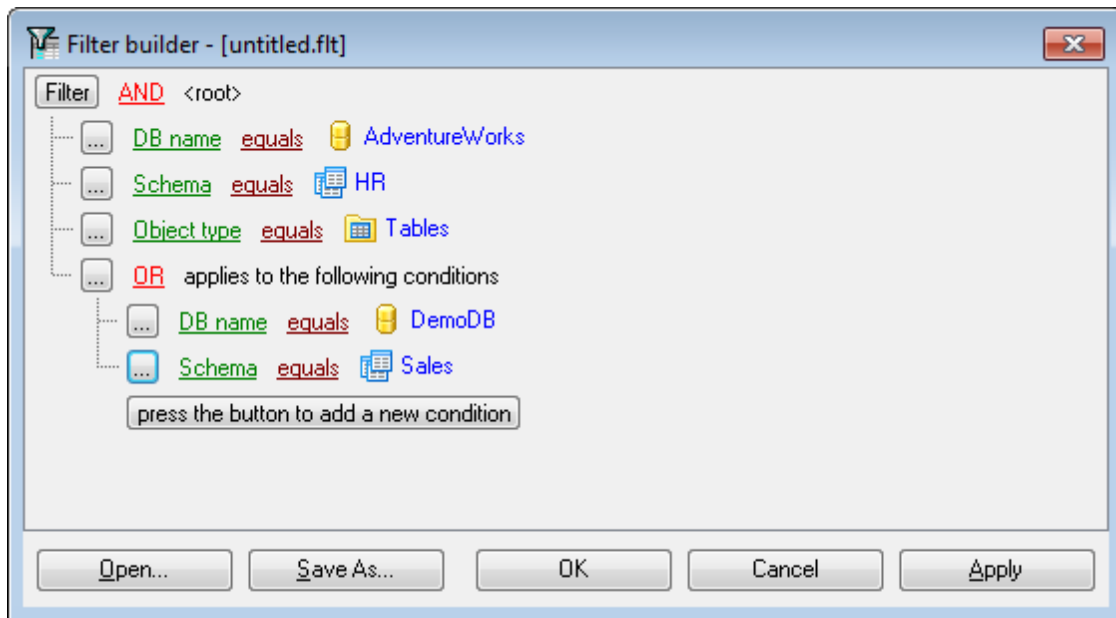 Filter builder - [untitled.flt]
Filter AND <root>
... DB name equals AdventureWorks
... Schema equals HR
... Object type equals Tables
... OR applies to the following conditions
... DB name equals DemoDB
... Schema equals Sales
press the button to add a new condition
Open... Save As... OK Cancel Apply